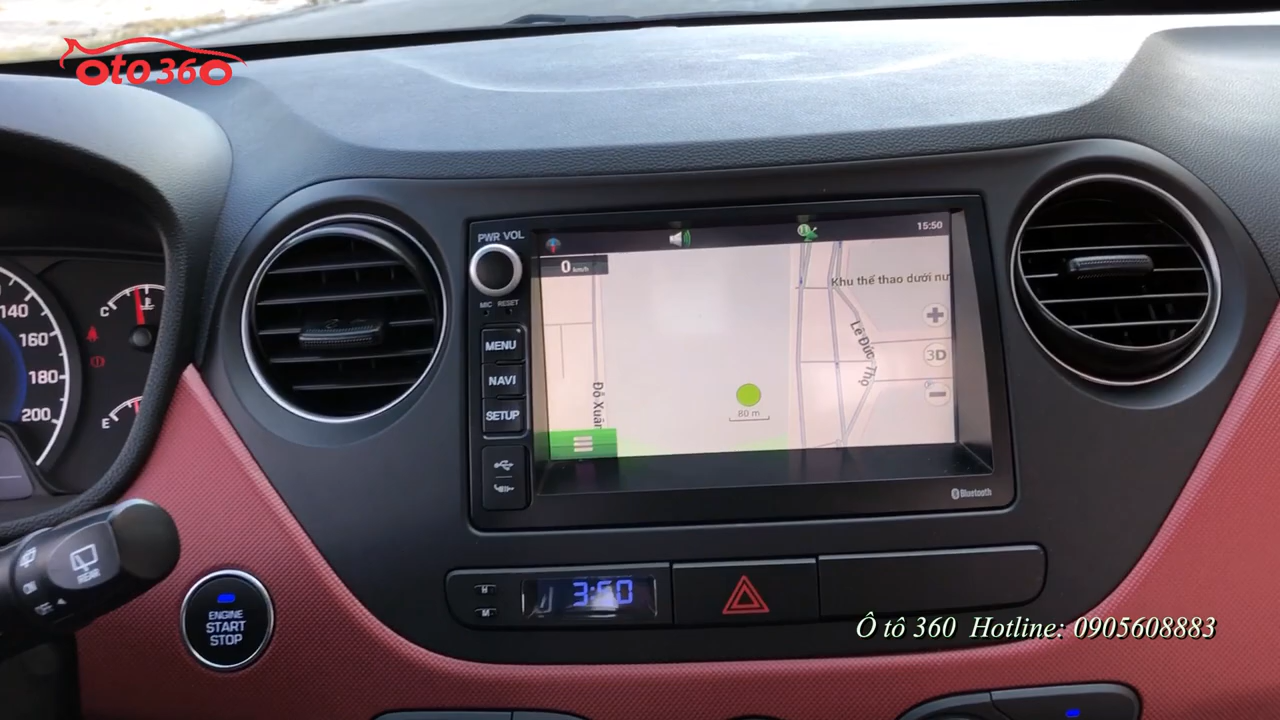 oto360
PWR VOL
MIC RESET
MENU
NAVI
SETUP
15:50
0 km/h
Khu thể thao dưới nư
Lê Đức Thọ
Đỗ Xuân
3D
80 m
Bluetooth
140
160
180
200
C
E
REAR
ENGINE
START
STOP
H
M
3:50
Ô tô 360 Hotline: 0905608883